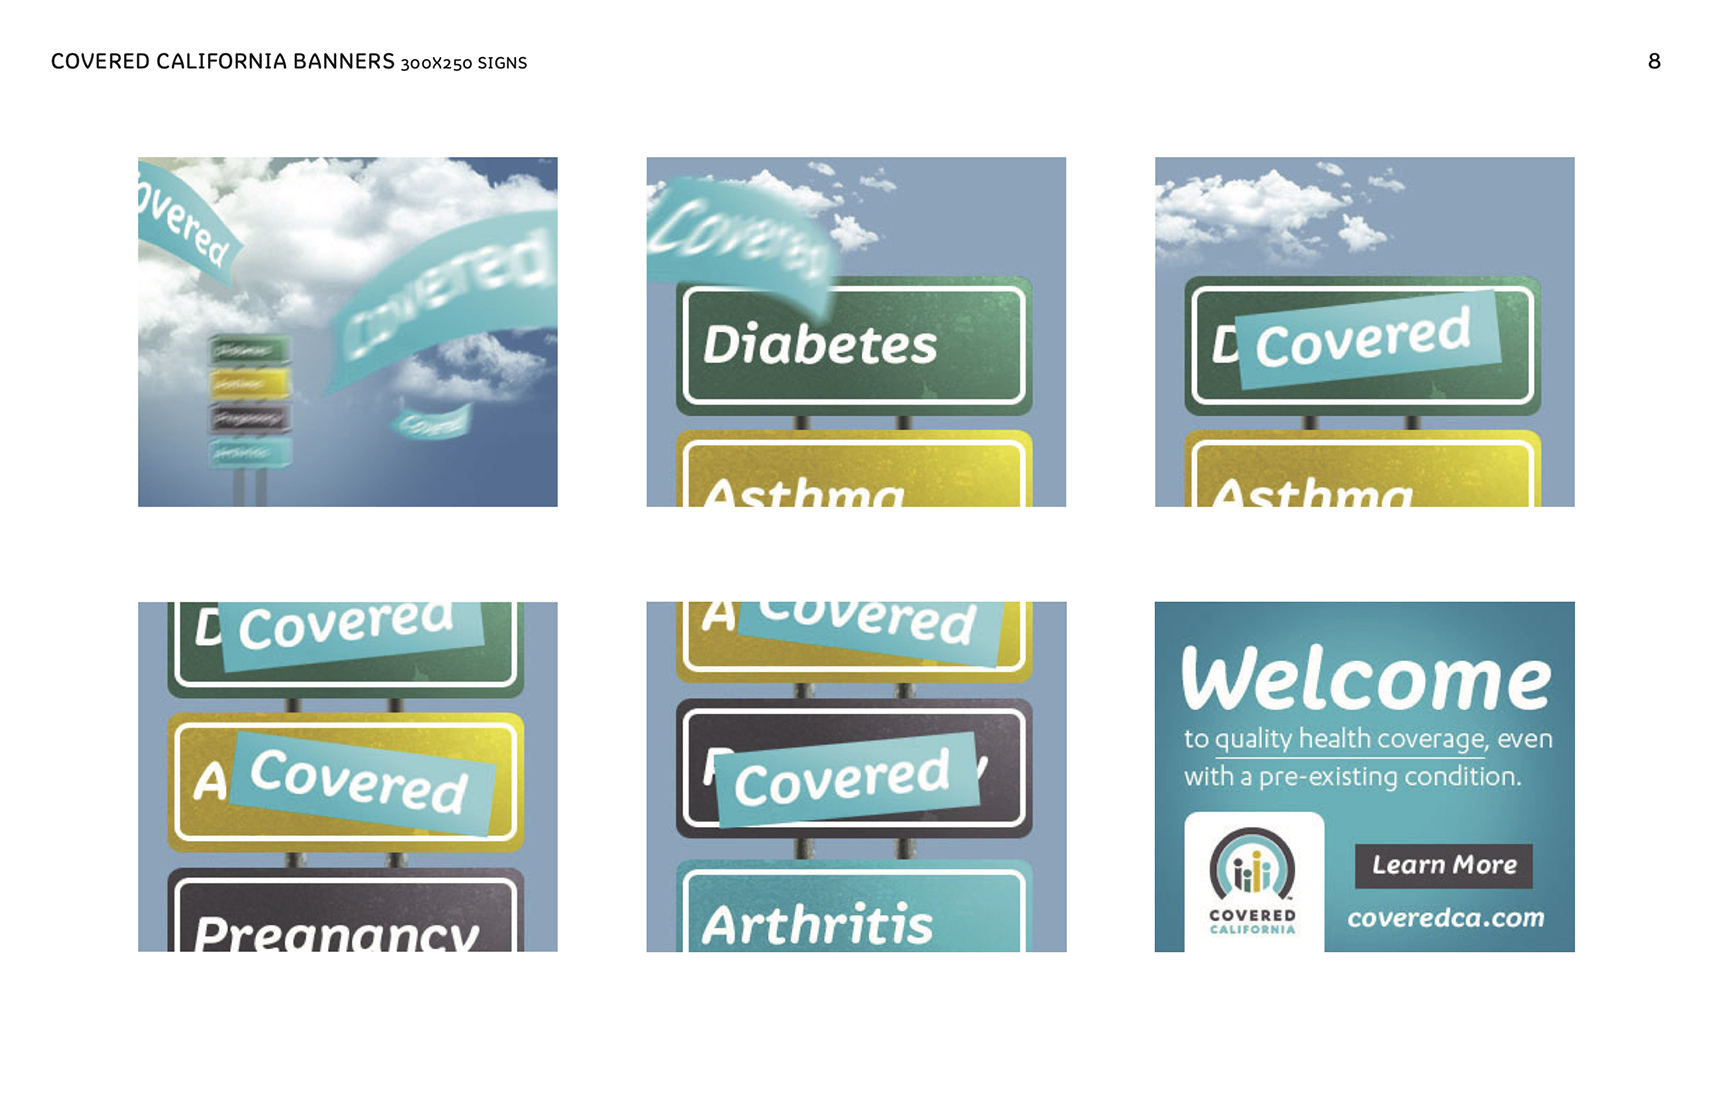 COVERED CALIFORNIA BANNERS 300X250 SIGNS
8
overed
Covered
Covered
Covered
Diabetes
Asthma
D Covered
Asthma
D Covered
A Covered
Pregnancy
A Covered
P Covered y
Arthritis
Welcome
to quality health coverage, even
with a pre-existing condition.
COVERED
CALIFORNIA
Learn More
coveredca.com